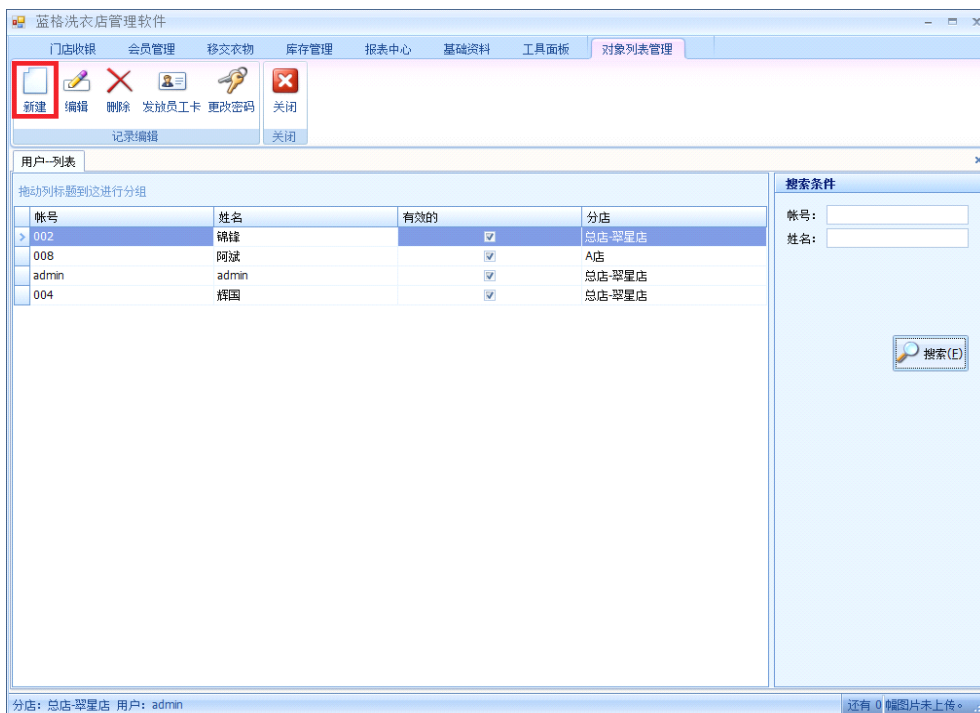 蓝格洗衣店管理软件
门店收银 会员管理 移交衣物 库存管理 报表中心 基础资料 工具面板 对象列表管理
新建 编辑 删除 发放员工卡 更改密码 关闭
记录编辑 关闭
用户--列表
拖动列标题到这进行分组
搜索条件
帐号 姓名 有效的 分店
帐号:
002 锦锋 总店-翠星店
姓名:
008 阿斌 A店
admin admin 总店-翠星店
004 辉国 总店-翠星店
搜索(F)
分店: 总店-翠星店 用户: admin
还有 0 幅图片未上传。